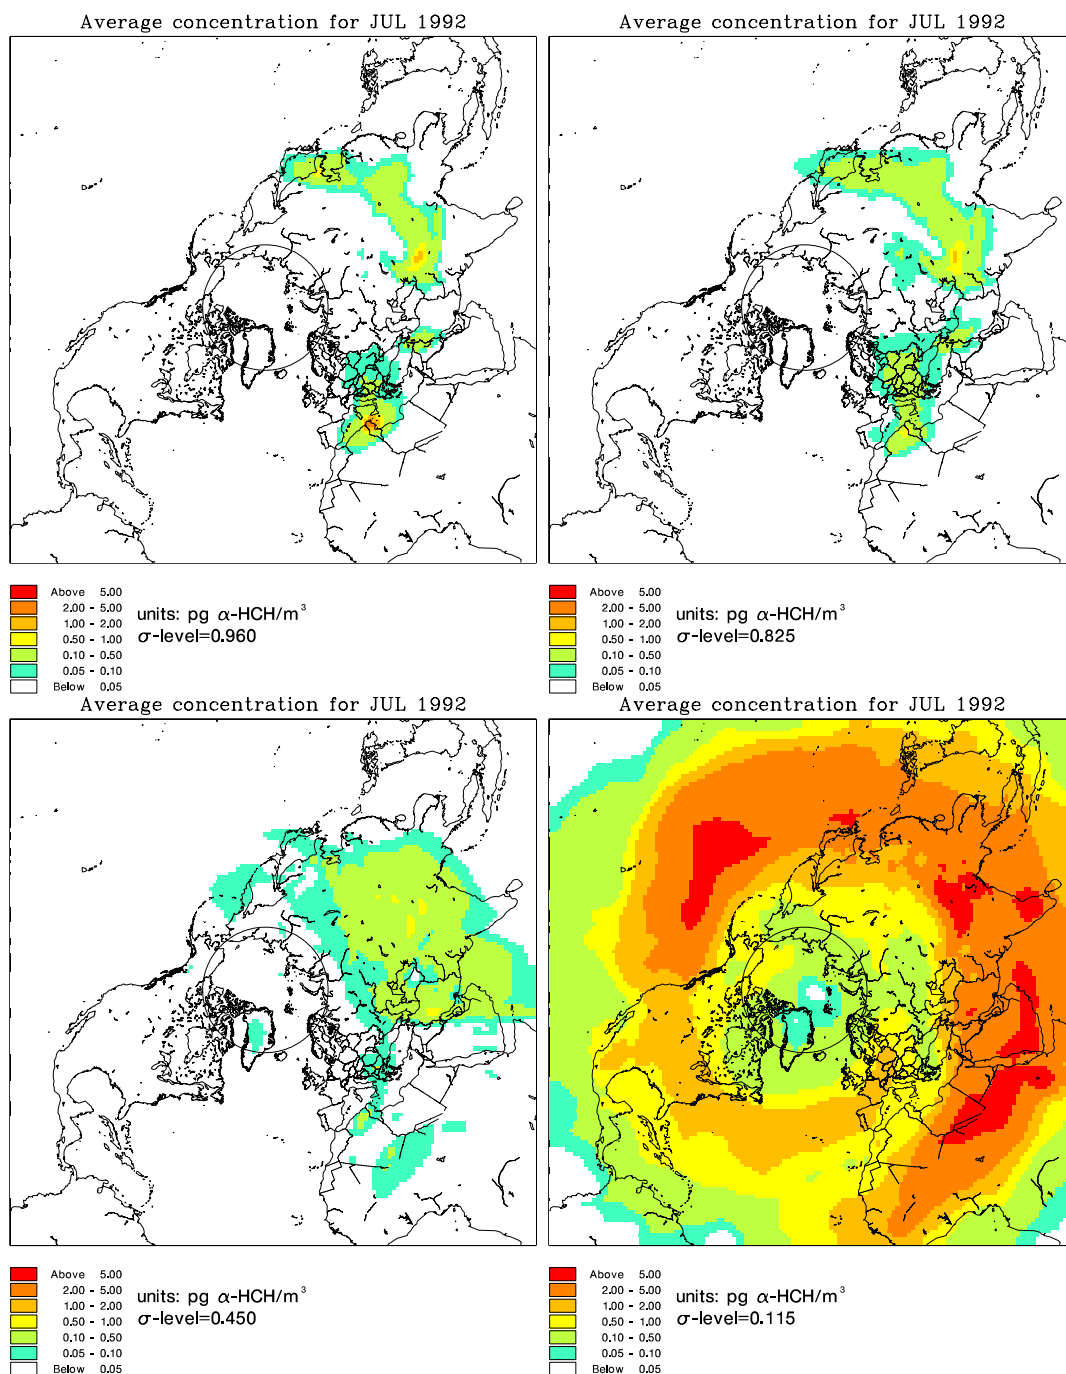 Average concentration for JUL 1992
Above 5.00
2.00 - 5.00
1.00 - 2.00
0.50 - 1.00
0.10 - 0.50
0.05 - 0.10
Below 0.05
units: pg α-HCH/m³
σ-level=0.960
Average concentration for JUL 1992
Above 5.00
2.00 - 5.00
1.00 - 2.00
0.50 - 1.00
0.10 - 0.50
0.05 - 0.10
Below 0.05
units: pg α-HCH/m³
σ-level=0.825
Average concentration for JUL 1992
Above 5.00
2.00 - 5.00
1.00 - 2.00
0.50 - 1.00
0.10 - 0.50
0.05 - 0.10
Below 0.05
units: pg α-HCH/m³
σ-level=0.450
Average concentration for JUL 1992
Above 5.00
2.00 - 5.00
1.00 - 2.00
0.50 - 1.00
0.10 - 0.50
0.05 - 0.10
Below 0.05
units: pg α-HCH/m³
σ-level=0.115